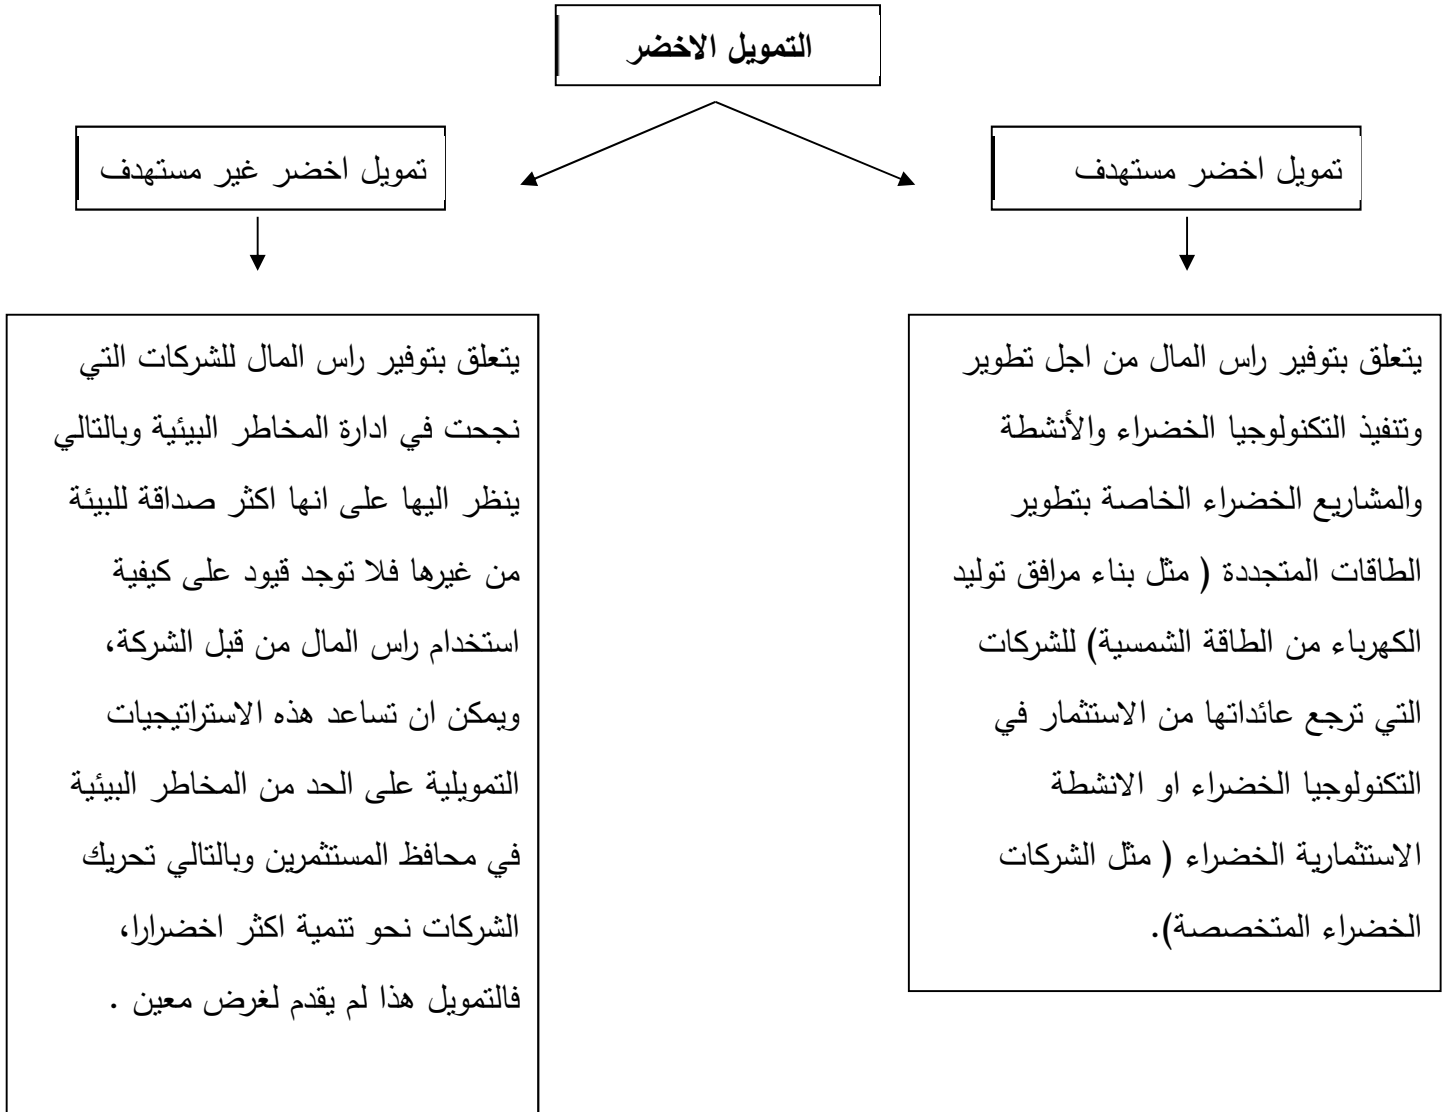 التمويل الاخضر
تمويل اخضر مستهدف
تمويل اخضر غير مستهدف
يتعلق بتوفير راس المال من اجل تطوير
وتنفيذ التكنولوجيا الخضراء والأنشطة
والمشاريع الخضراء الخاصة بتطوير
الطاقات المتجددة ( مثل بناء مرافق توليد
الكهرباء من الطاقة الشمسية) للشركات
التي ترجع عائداتها من الاستثمار في
التكنولوجيا الخضراء او الانشطة
الاستثمارية الخضراء ( مثل الشركات
الخضراء المتخصصة).
يتعلق بتوفير راس المال للشركات التي
نجحت في ادارة المخاطر البيئية وبالتالي
ينظر اليها على انها اكثر صداقة للبيئة
من غيرها فلا توجد قيود على كيفية
استخدام راس المال من قبل الشركة،
ويمكن ان تساعد هذه الاستراتيجيات
التمويلية على الحد من المخاطر البيئية
في محافظ المستثمرين وبالتالي تحريك
الشركات نحو تنمية اكثر اخضرارا،
فالتمويل هذا لم يقدم لغرض معين .